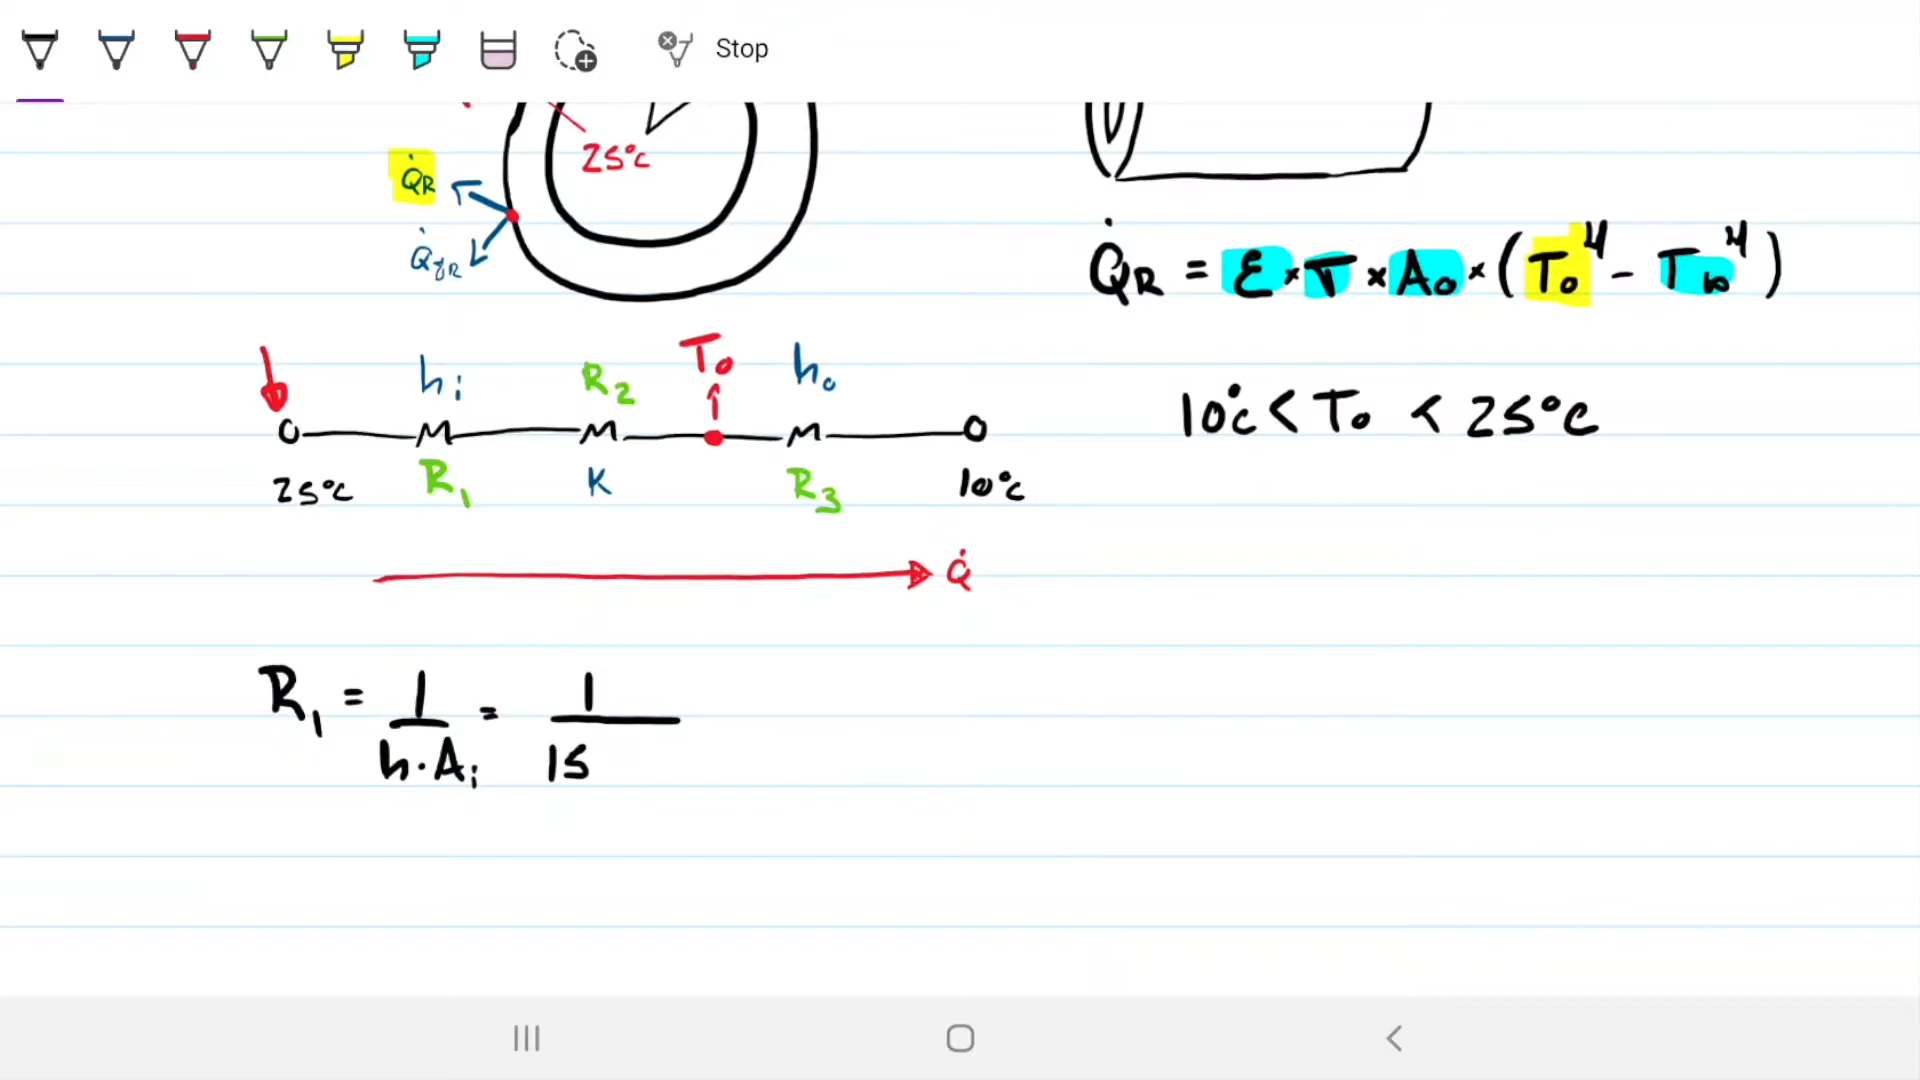 Stop
25°c
Q̇R
Q̇
Q̇R = ε × σ × Ao × (To⁴ - T∞⁴)
hi R2 To ho
10°c < To < 25°c
25°c R1 K R3 10°c
Q̇
R1 = 1/h·Ai = 1/15